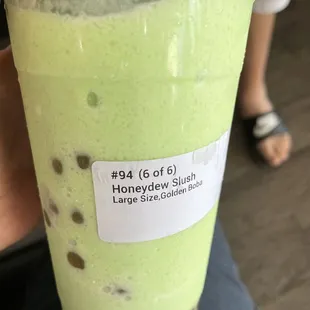 #94 (6 of 6)
Honeydew Slush
Large Size,Golden Boba